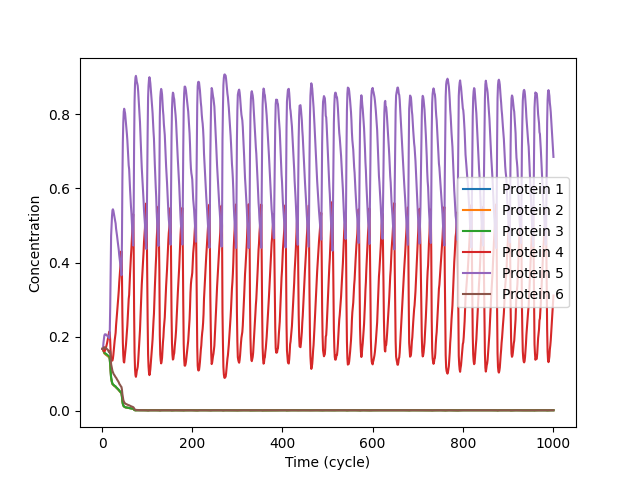 0.8
0.6
0.4
0.2
0.0
Concentration
0
200
400
600
800
1000
Time (cycle)
Protein 1
Protein 2
Protein 3
Protein 4
Protein 5
Protein 6